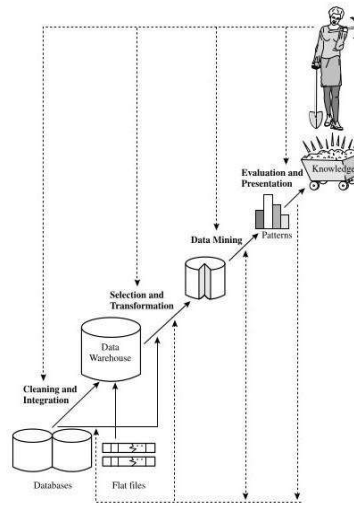 Evaluation and
Presentation
Knowledge
Data Mining
Patterns
Selection and
Transformation
Data
Warehouse
Cleaning and
Integration
Databases
Flat files